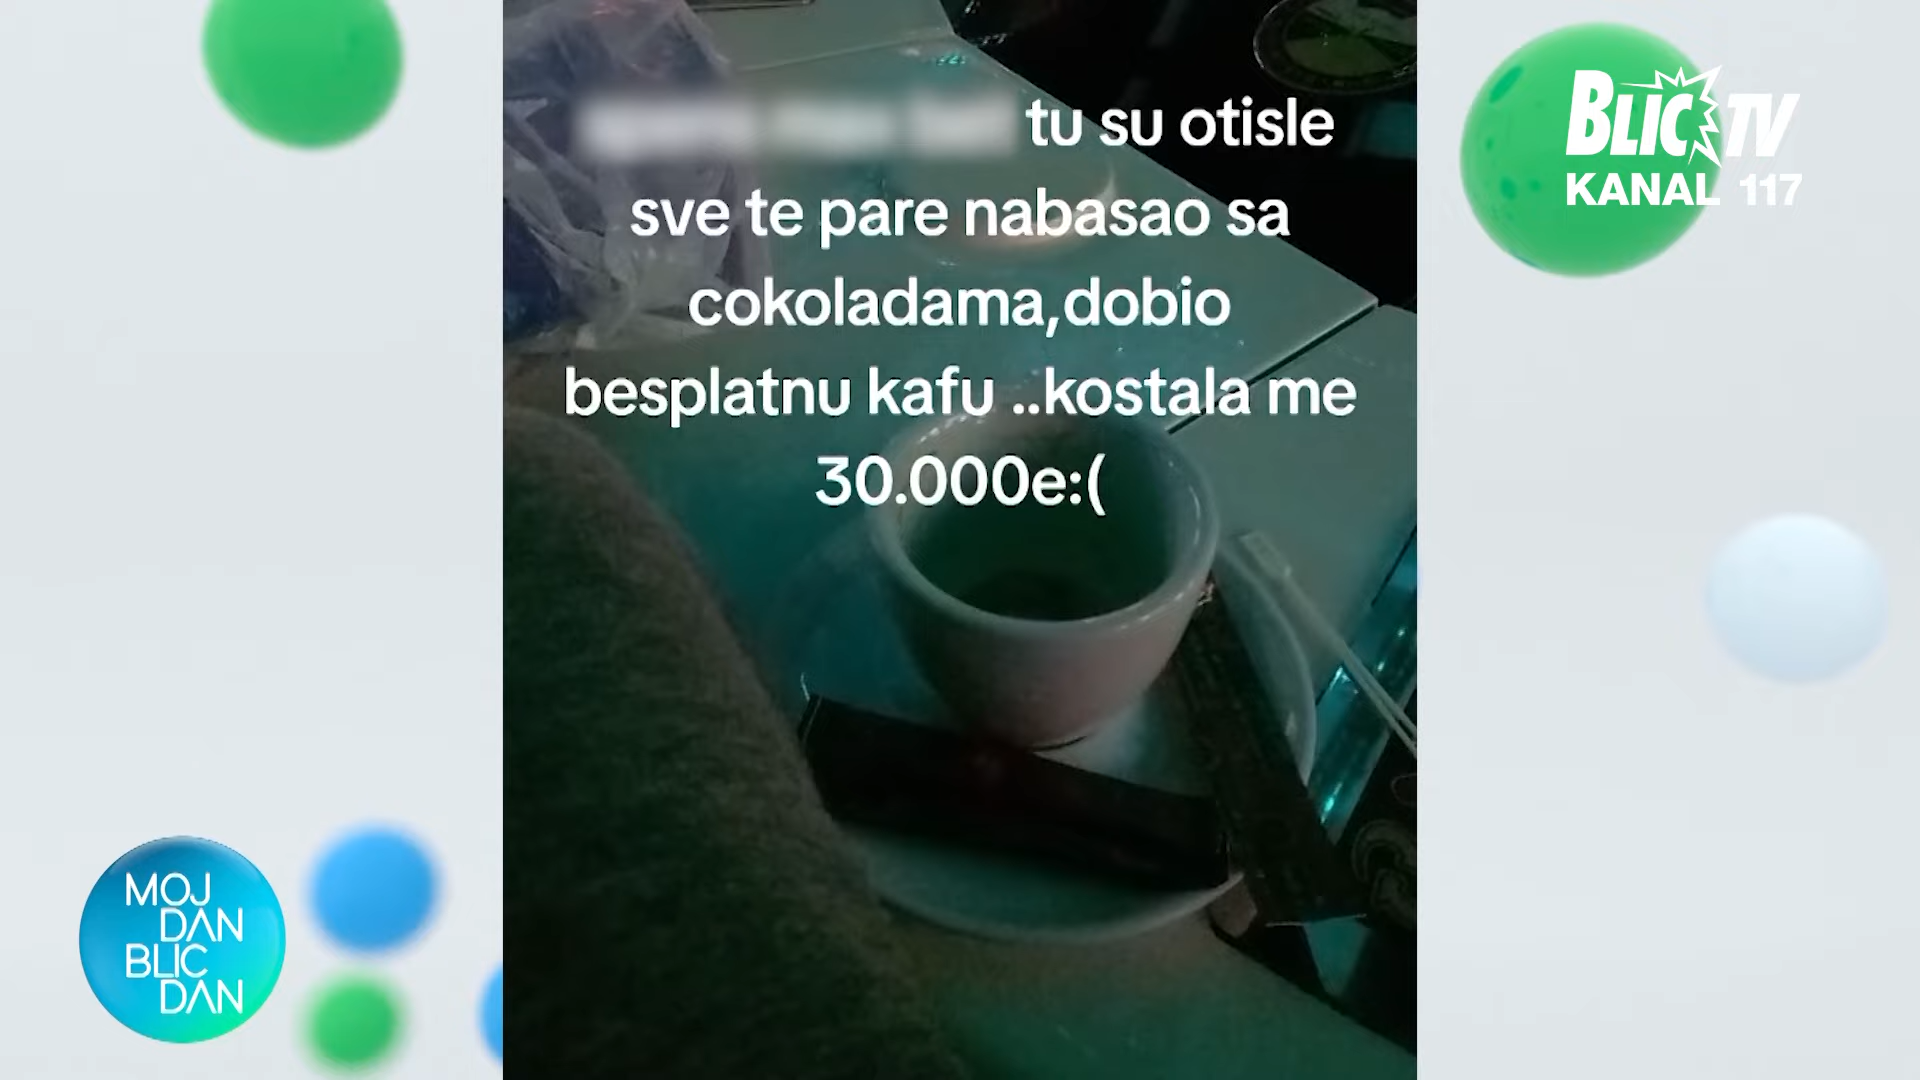 tu su otisle
sve te pare nabasao sa
cokoladama,dobio
besplatnu kafu ..kostala me
30.000e:(
BLIC TV
KANAL 117
MOJ
DAN
BLIC
DAN